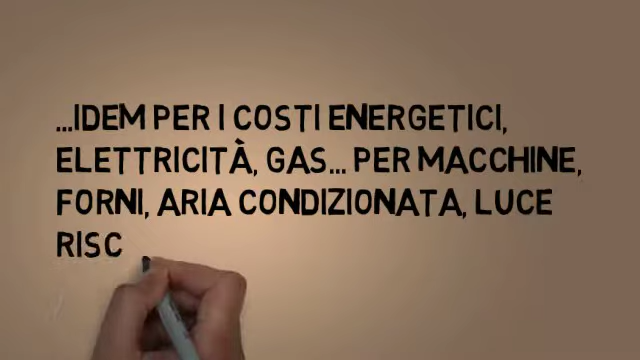 ...IDEM PER I COSTI ENERGETICI,
ELETTRICITÀ, GAS... PER MACCHINE,
FORNI, ARIA CONDIZIONATA, LUCE
RISC